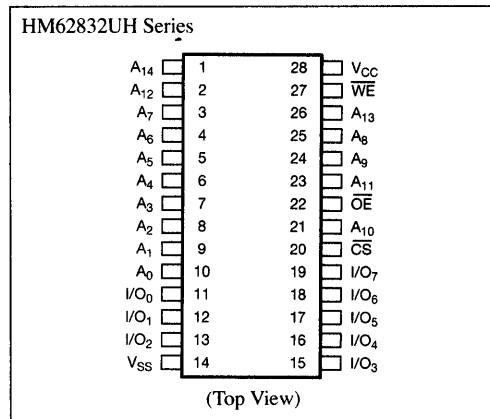 HM62832UH Series
A14 1 28 VCC
A12 2 27 W̅E̅
A7 3 26 A13
A6 4 25 A8
A5 5 24 A9
A4 6 23 A11
A3 7 22 O̅E̅
A2 8 21 A10
A1 9 20 C̅S̅
A0 10 19 I/O7
I/O0 11 18 I/O6
I/O1 12 17 I/O5
I/O2 13 16 I/O4
VSS 14 15 I/O3
(Top View)